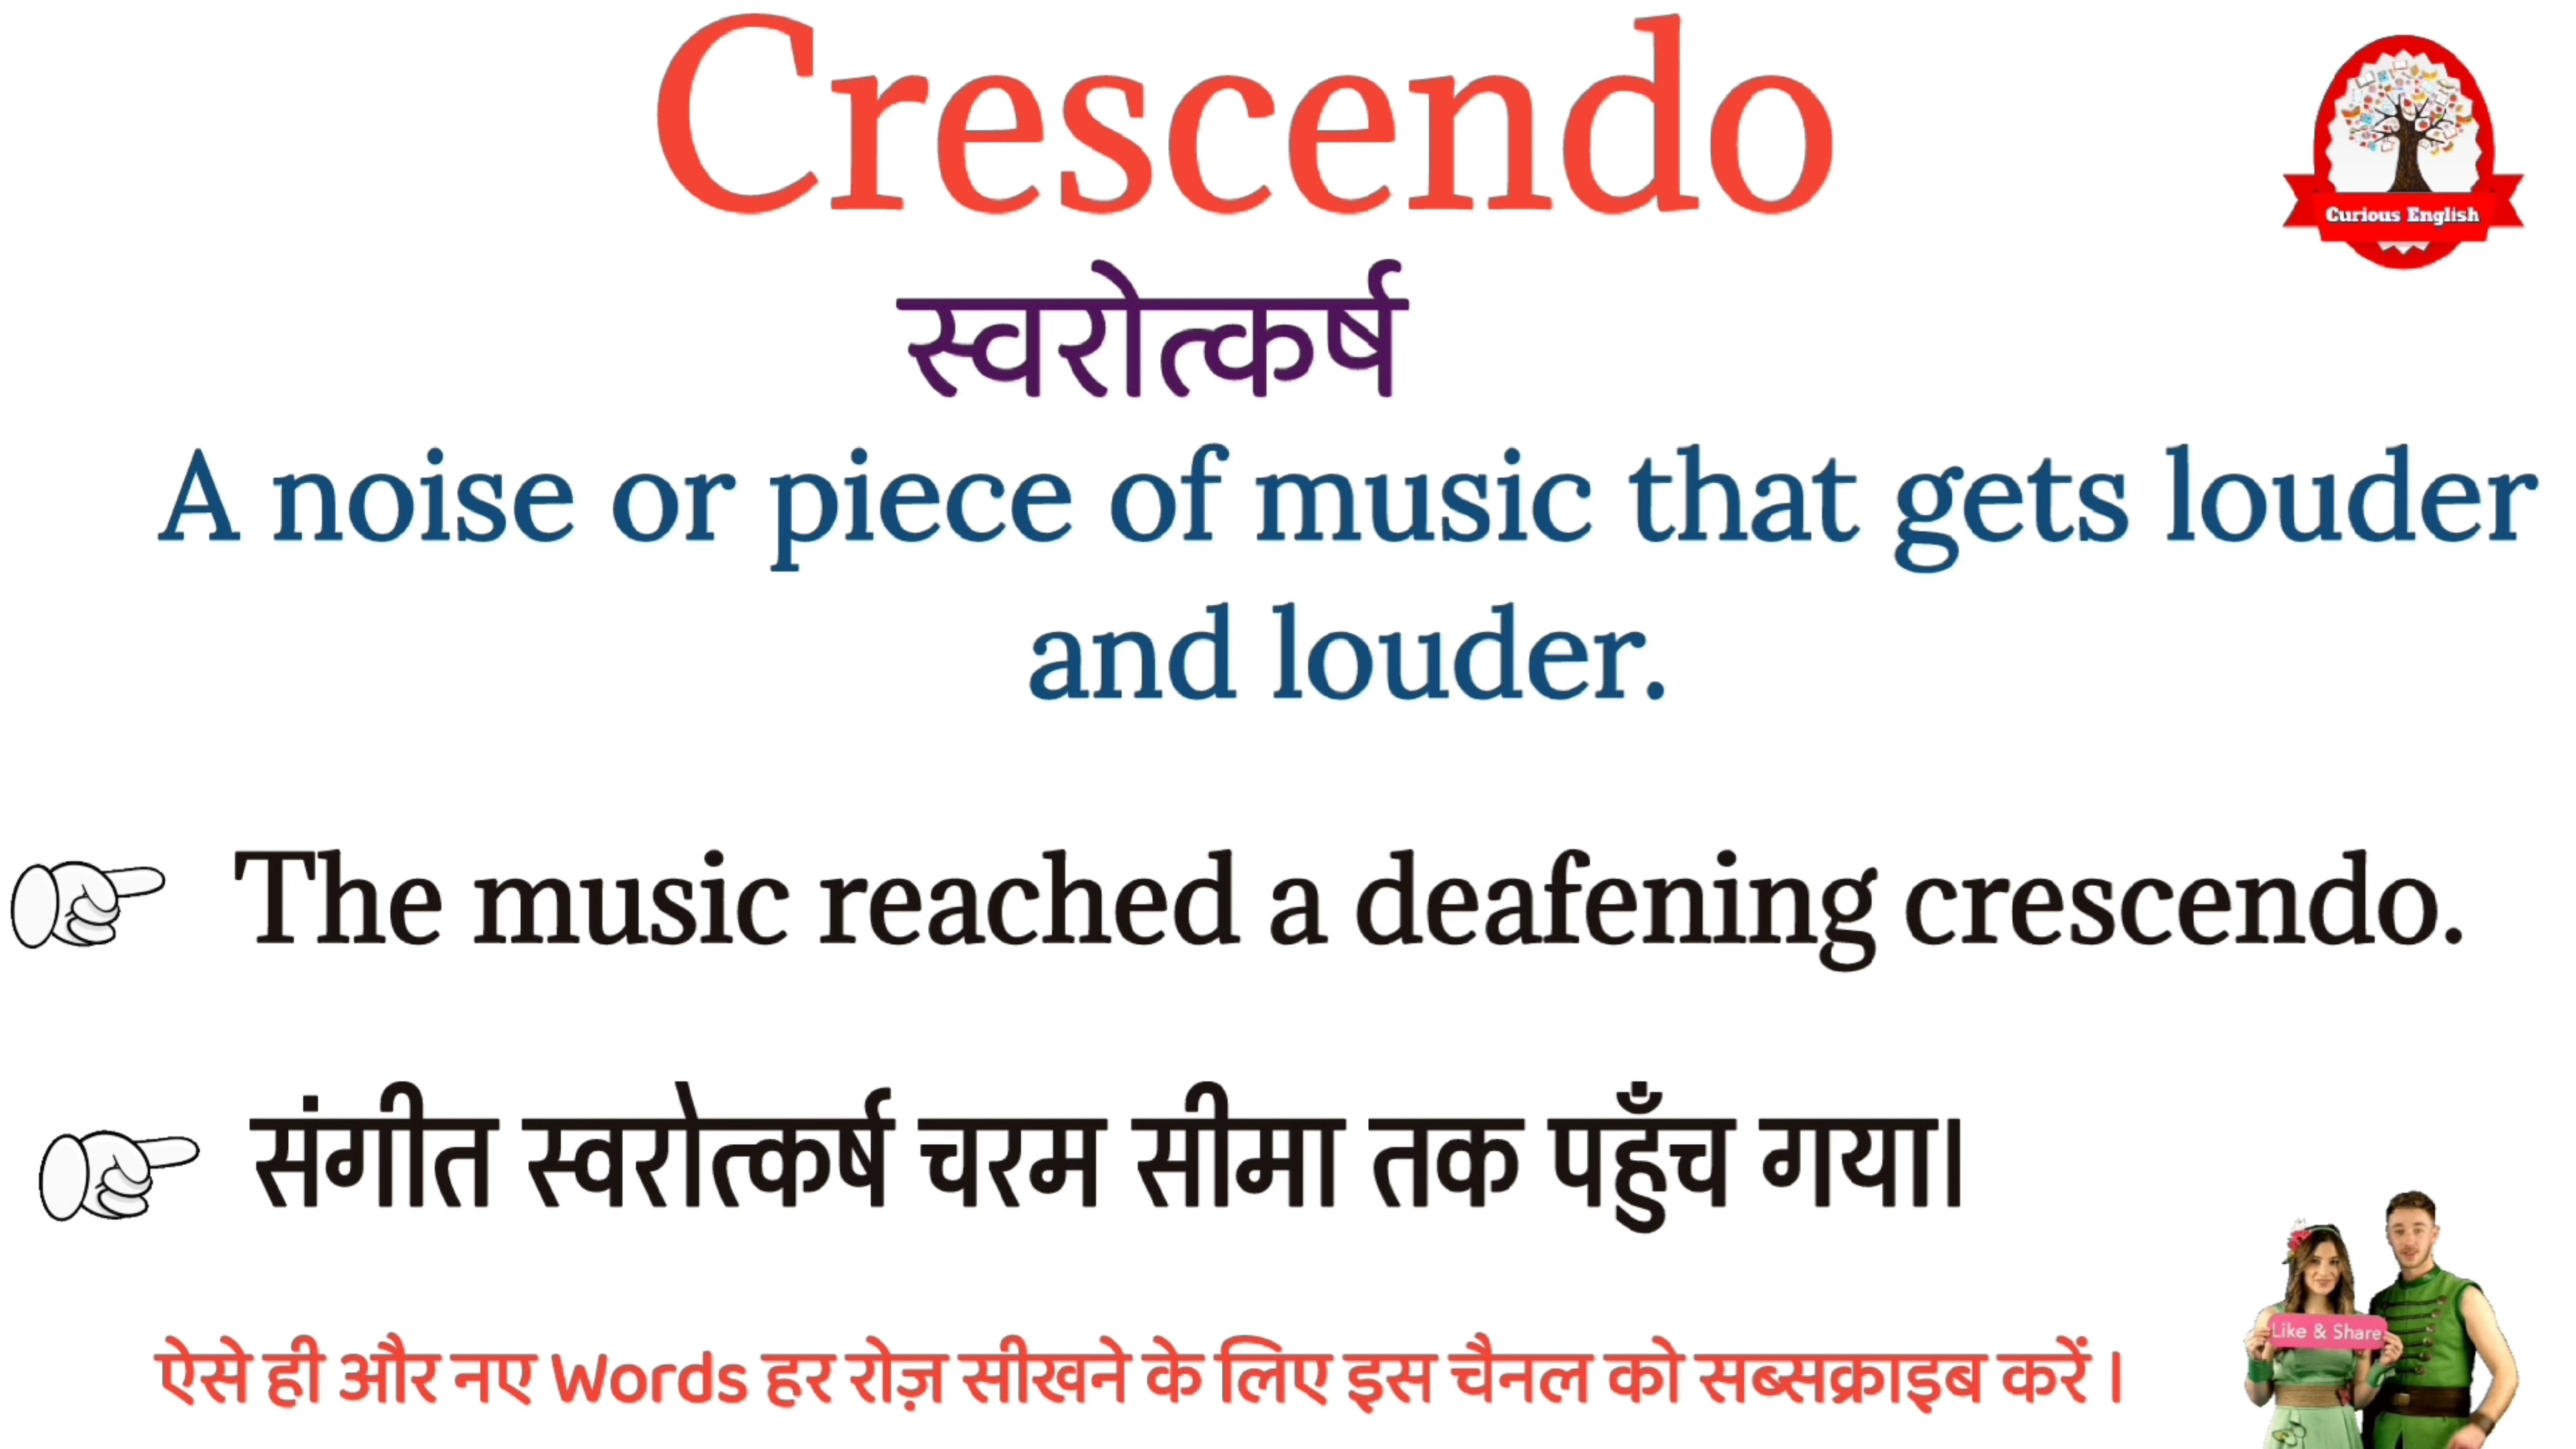 Crescendo
Curious English
स्वरोत्कर्ष
A noise or piece of music that gets louder
and louder.
The music reached a deafening crescendo.
संगीत स्वरोत्कर्ष चरम सीमा तक पहुँच गया।
Like & Share
ऐसे ही और नए Words हर रोज़ सीखने के लिए इस चैनल को सब्सक्राइब करें ।